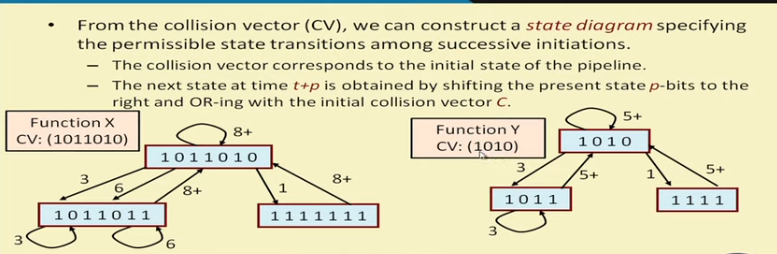 • From the collision vector (CV), we can construct a state diagram specifying
the permissible state transitions among successive initiations.
– The collision vector corresponds to the initial state of the pipeline.
– The next state at time t+p is obtained by shifting the present state p-bits to the
right and OR-ing with the initial collision vector C.
Function X
CV: (1011010)
8+
1011010
3
6
8+
1
8+
1011011
1111111
3
6
Function Y
CV: (1010)
5+
1010
3
5+
1
5+
1011
1111
3